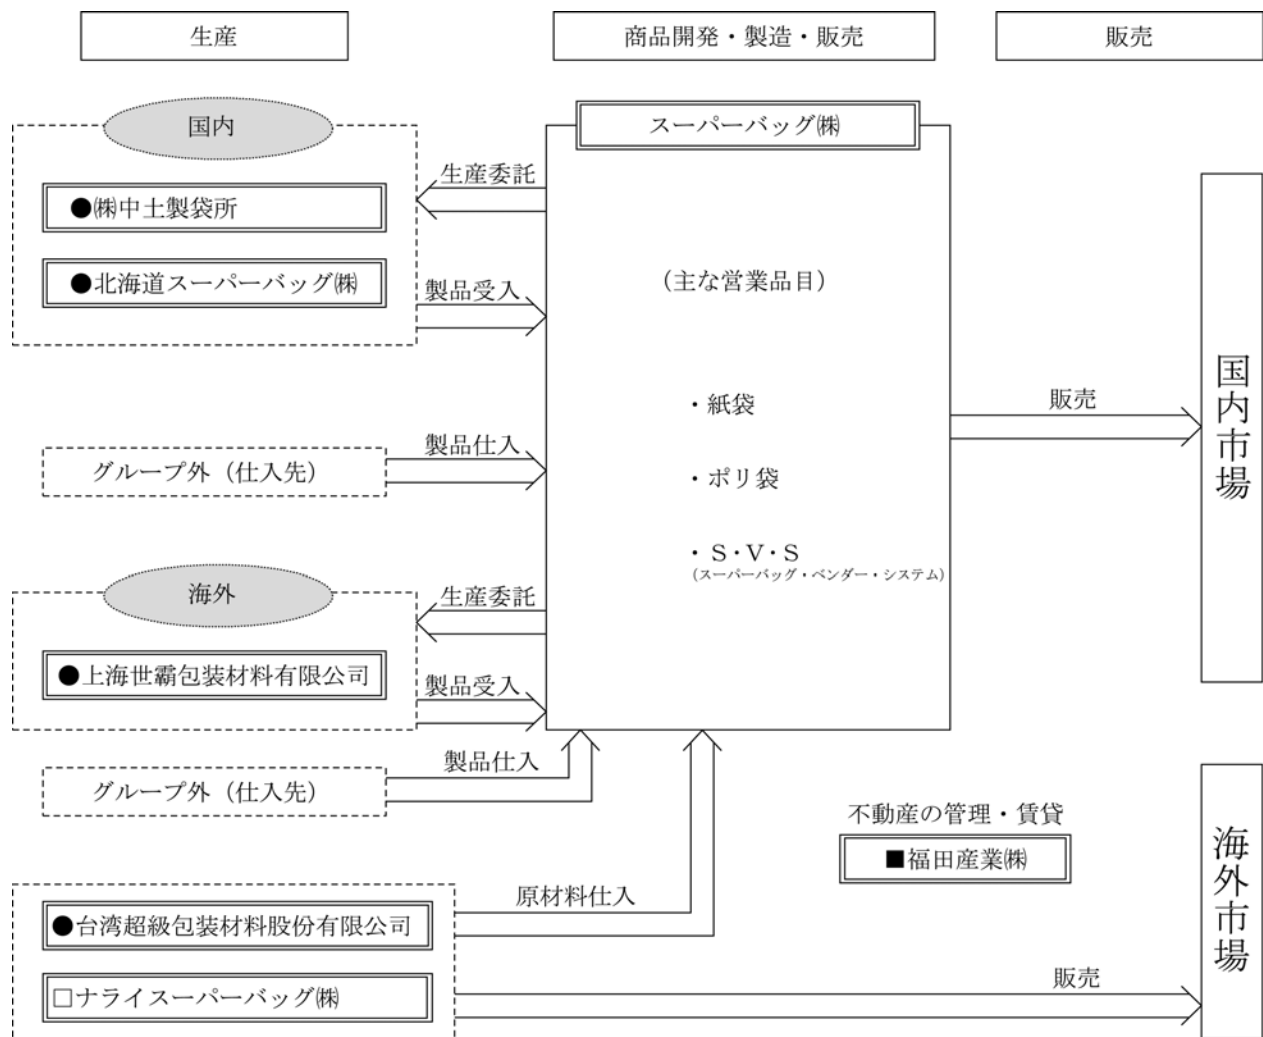 生産
商品開発・製造・販売
販売
国内
●㈱中土製袋所
●北海道スーパーバッグ㈱
生産委託
製品受入
グループ外（仕入先）
製品仕入
海外
●上海世霸包装材料有限公司
生産委託
製品受入
グループ外（仕入先）
製品仕入
●台湾超級包装材料股份有限公司
□ナライスーパーバッグ㈱
原材料仕入
スーパーバッグ㈱
（主な営業品目）
・紙袋
・ポリ袋
・Ｓ・Ｖ・Ｓ
（スーパーバッグ・ベンダー・システム）
不動産の管理・賃貸
■福田産業㈱
販売
国内市場
販売
海外市場